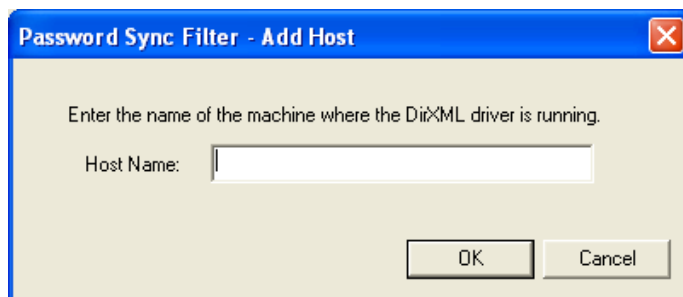 Password Sync Filter - Add Host
Enter the name of the machine where the DirXML driver is running.
Host Name:
OK Cancel